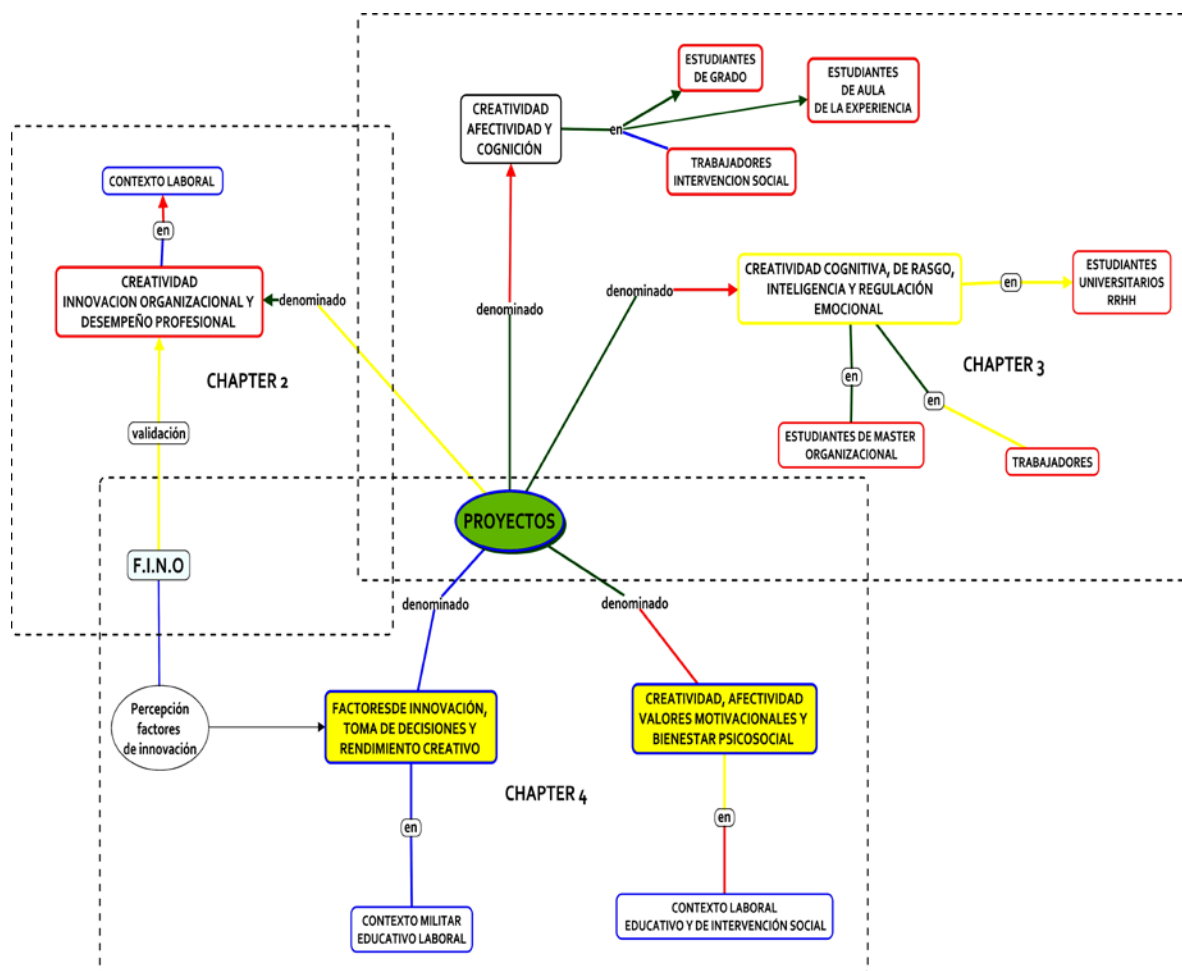 ESTUDIANTES
DE GRADO
ESTUDIANTES
DE AULA
DE LA EXPERIENCIA
CREATIVIDAD
AFECTIVIDAD Y
COGNICIÓN
en
TRABAJADORES
INTERVENCION SOCIAL
CONTEXTO LABORAL
en
CREATIVIDAD
INNOVACION ORGANIZACIONAL Y
DESEMPEÑO PROFESIONAL
denominado
denominado
denominado
CREATIVIDAD COGNITIVA, DE RASGO,
INTELIGENCIA Y REGULACIÓN
EMOCIONAL
en
ESTUDIANTES
UNIVERSITARIOS
RRHH
CHAPTER 2
CHAPTER 3
en
en
validación
ESTUDIANTES DE MASTER
ORGANIZACIONAL
TRABAJADORES
PROYECTOS
F.I.N.O
denominado
denominado
Percepción
factores
de innovación
FACTORESDE INNOVACIÓN,
TOMA DE DECISIONES Y
RENDIMIENTO CREATIVO
CREATIVIDAD, AFECTIVIDAD
VALORES MOTIVACIONALES Y
BIENESTAR PSICOSOCIAL
CHAPTER 4
en
en
CONTEXTO MILITAR
EDUCATIVO LABORAL
CONTEXTO LABORAL
EDUCATIVO Y DE INTERVENCIÓN SOCIAL